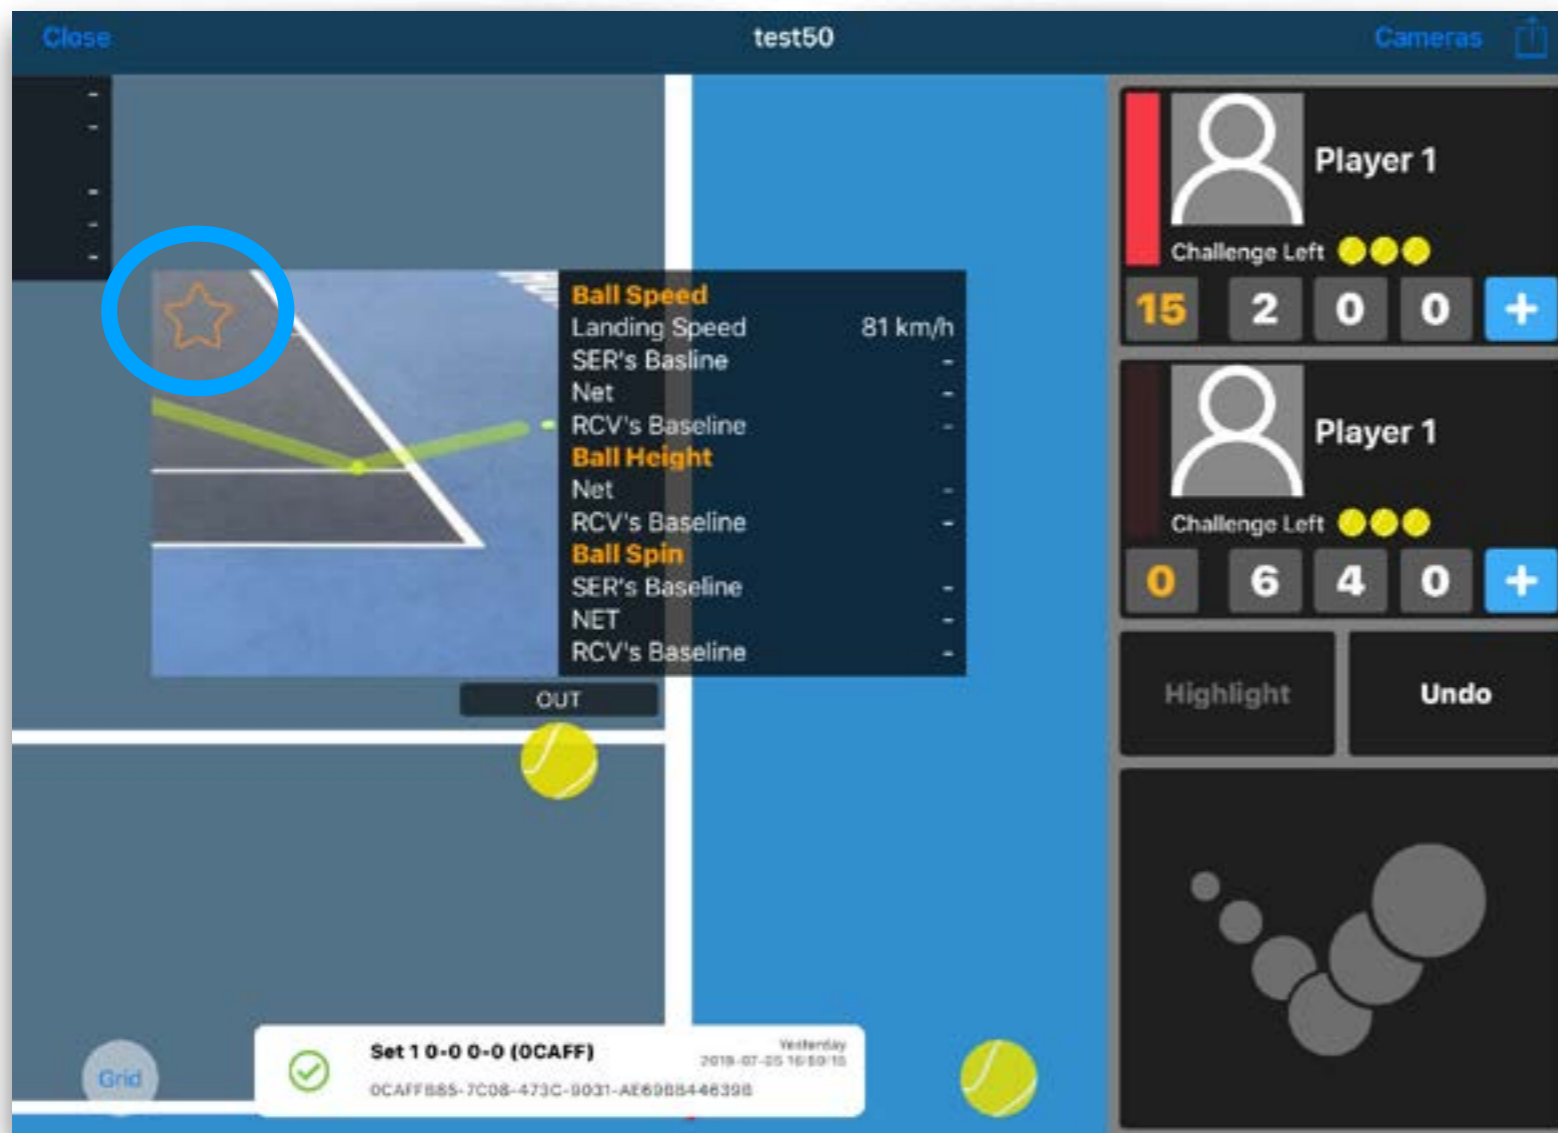 Close
test50
Cameras
-
-
-
-
-
Ball Speed
Landing Speed 81 km/h
SER's Basline -
Net -
RCV's Baseline -
Ball Height
Net -
RCV's Baseline -
Ball Spin
SER's Baseline -
NET -
RCV's Baseline -
OUT
Player 1
Challenge Left
15 2 0 0 +
Player 1
Challenge Left
0 6 4 0 +
Highlight
Undo
Grid
Set 1 0-0 0-0 (0CAFF)
Yesterday